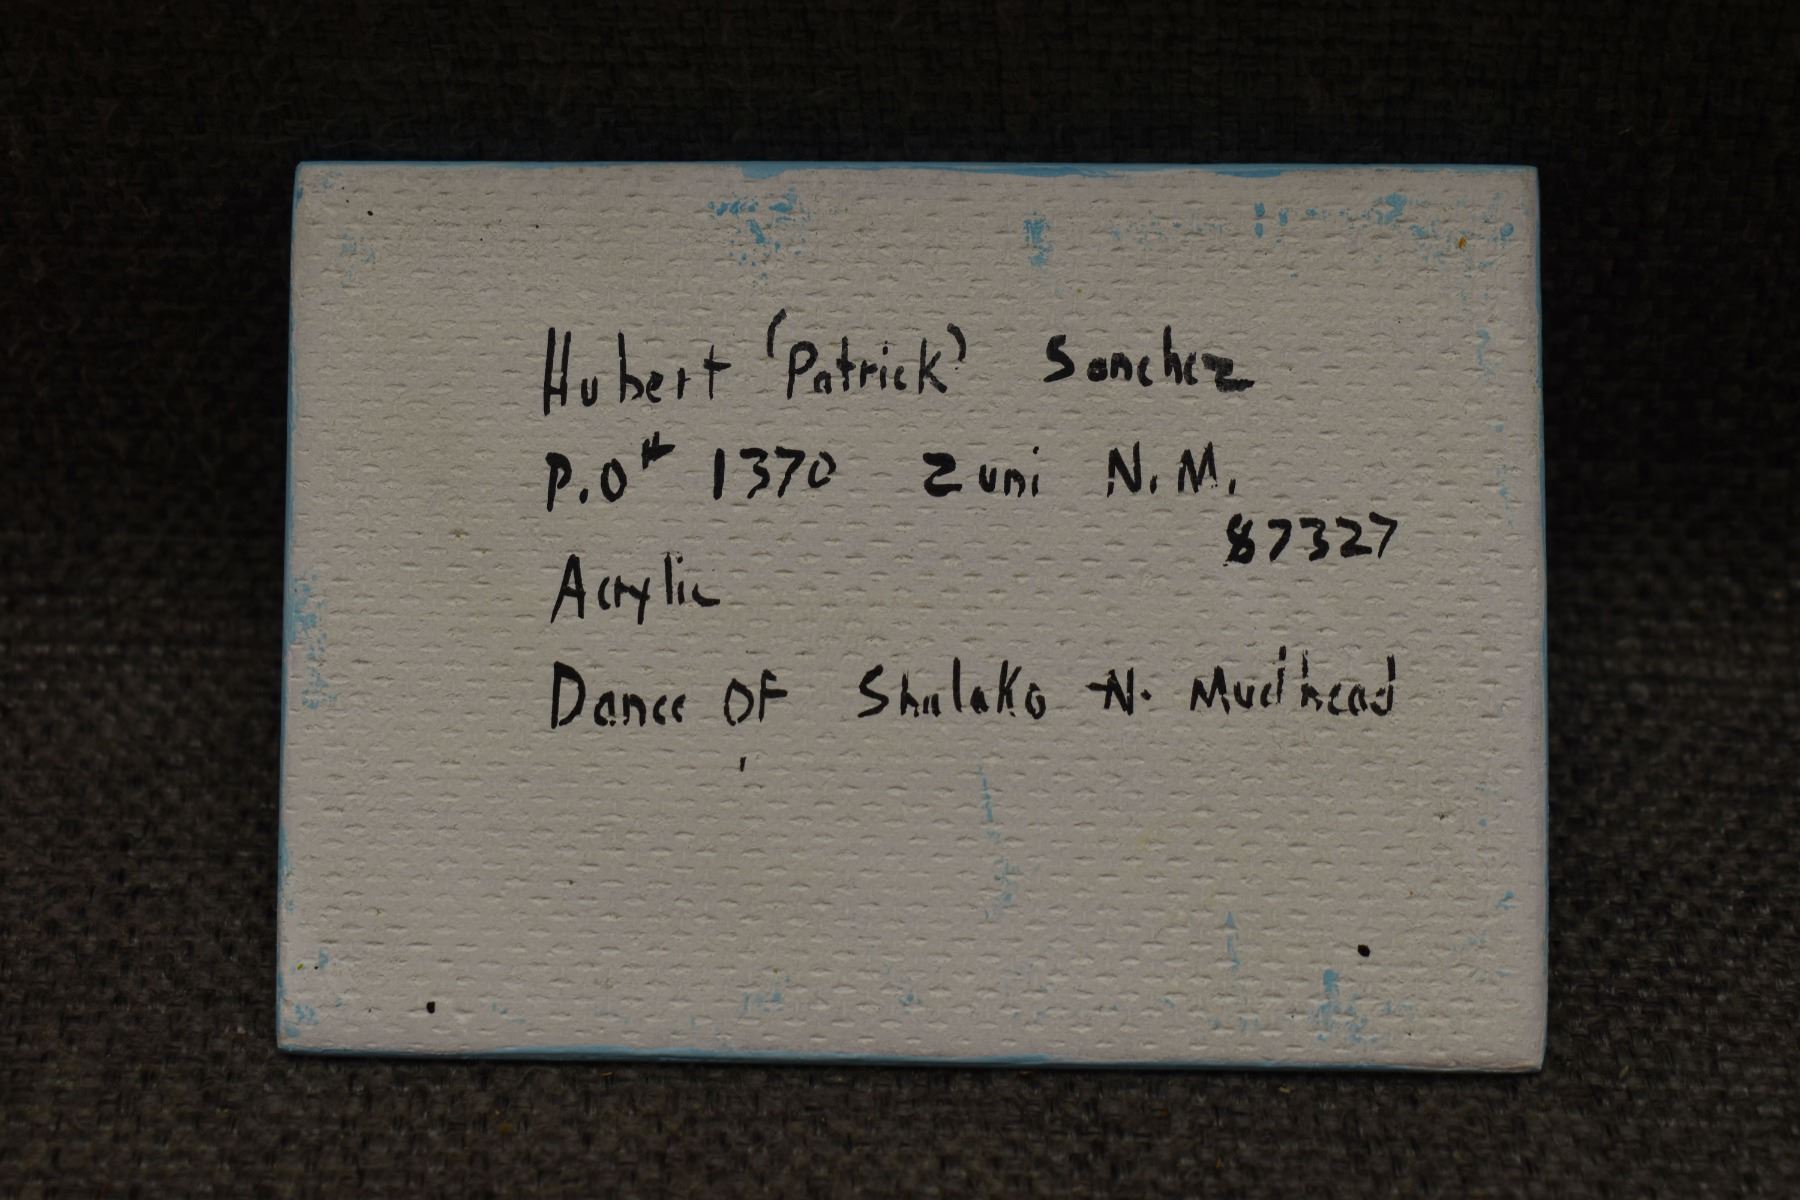 Hubert (Patrick) Sanchez
P.O# 1370 Zuni N.M.
87327
Acrylic
Dance OF Shalako -N- Mudhead